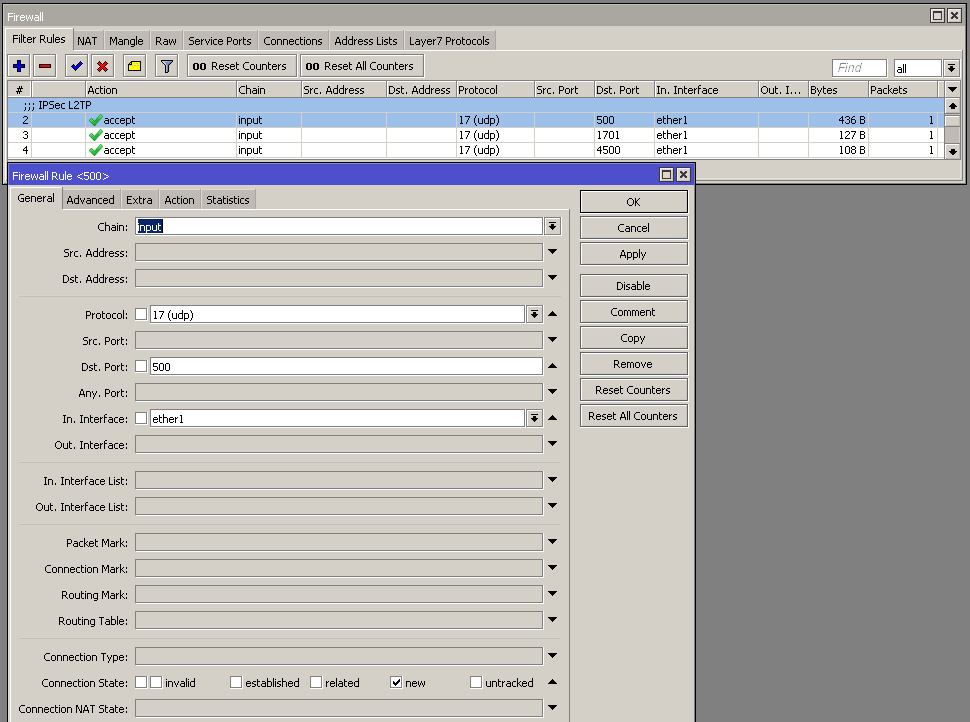 Firewall
Filter Rules NAT Mangle Raw Service Ports Connections Address Lists Layer7 Protocols
00 Reset Counters 00 Reset All Counters Find all
# Action Chain Src. Address Dst. Address Protocol Src. Port Dst. Port In. Interface Out. I... Bytes Packets
;;; IPSec L2TP
2 accept input 17 (udp) 500 ether1 436 B 1
3 accept input 17 (udp) 1701 ether1 127 B 1
4 accept input 17 (udp) 4500 ether1 108 B 1
Firewall Rule <500>
General Advanced Extra Action Statistics
Chain: input
Src. Address:
Dst. Address:
Protocol: 17 (udp)
Src. Port:
Dst. Port: 500
Any. Port:
In. Interface: ether1
Out. Interface:
In. Interface List:
Out. Interface List:
Packet Mark:
Connection Mark:
Routing Mark:
Routing Table:
Connection Type:
Connection State: invalid established related new untracked
Connection NAT State:
OK
Cancel
Apply
Disable
Comment
Copy
Remove
Reset Counters
Reset All Counters